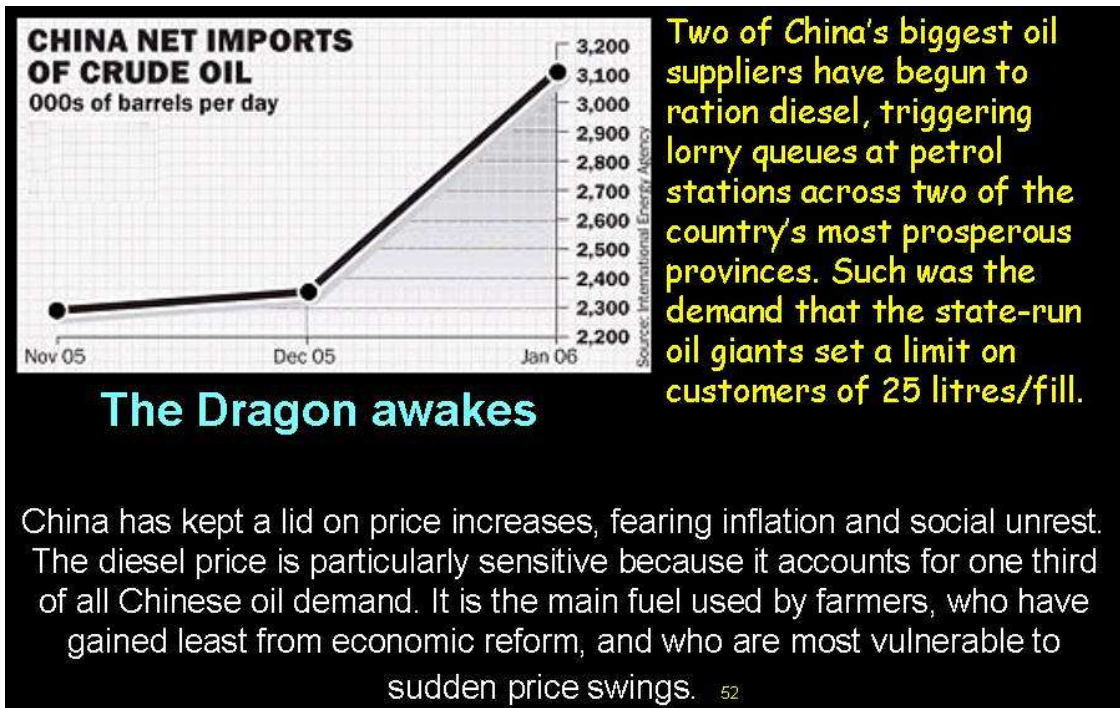 CHINA NET IMPORTS
OF CRUDE OIL
000s of barrels per day
3,200
3,100
3,000
2,900
2,800
2,700
2,600
2,500
2,400
2,300
2,200
Nov 05
Dec 05
Jan 06
Source: International Energy Agency
Two of China's biggest oil
suppliers have begun to
ration diesel, triggering
lorry queues at petrol
stations across two of the
country's most prosperous
provinces. Such was the
demand that the state-run
oil giants set a limit on
customers of 25 litres/fill.
The Dragon awakes
China has kept a lid on price increases, fearing inflation and social unrest.
The diesel price is particularly sensitive because it accounts for one third
of all Chinese oil demand. It is the main fuel used by farmers, who have
gained least from economic reform, and who are most vulnerable to
sudden price swings. 52